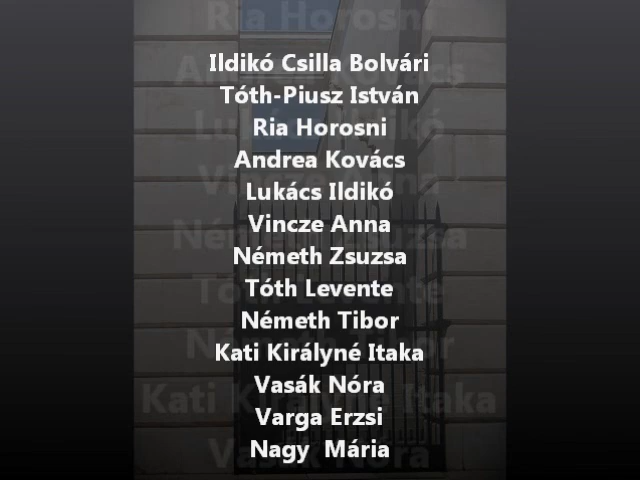 Ildikó Csilla Bolvári
Tóth-Piusz István
Ria Horosni
Andrea Kovács
Lukács Ildikó
Vincze Anna
Németh Zsuzsa
Tóth Levente
Németh Tibor
Kati Királyné Itaka
Vasák Nóra
Varga Erzsi
Nagy  Mária